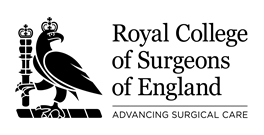 Royal College
of Surgeons
of England
ADVANCING SURGICAL CARE